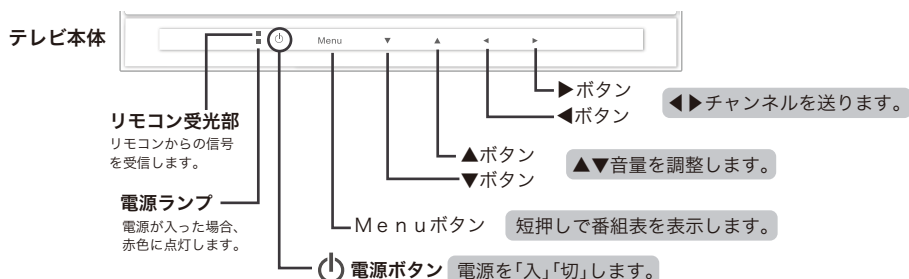 テレビ本体
Menu ▼ ▲ ◀ ▶
▶ボタン
◀ボタン
◀▶チャンネルを送ります。
リモコン受光部
リモコンからの信号
を受信します。
▲ボタン
▼ボタン
▲▼音量を調整します。
電源ランプ
電源が入った場合、
赤色に点灯します。
Ｍｅｎｕボタン
短押しで番組表を表示します。
電源ボタン
電源を「入」「切」します。